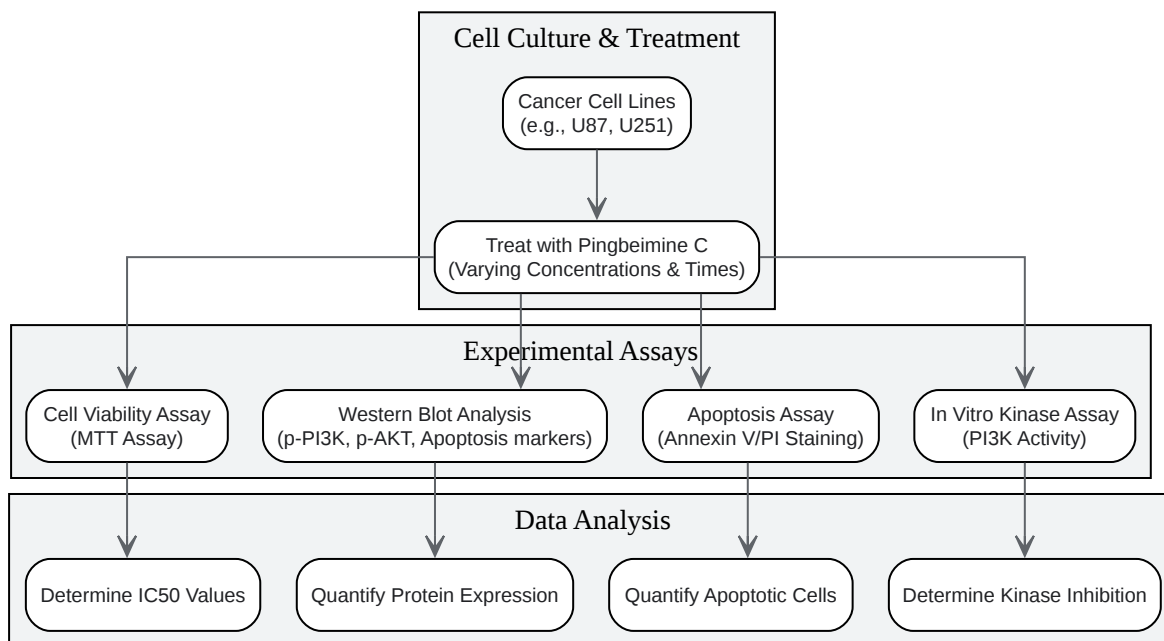 Cell Culture & Treatment
Cancer Cell Lines
(e.g., U87, U251)
Treat with Pingbeimine C
(Varying Concentrations & Times)
Experimental Assays
Cell Viability Assay
(MTT Assay)
Western Blot Analysis
(p-PI3K, p-AKT, Apoptosis markers)
Apoptosis Assay
(Annexin V/PI Staining)
In Vitro Kinase Assay
(PI3K Activity)
Data Analysis
Determine IC50 Values
Quantify Protein Expression
Quantify Apoptotic Cells
Determine Kinase Inhibition